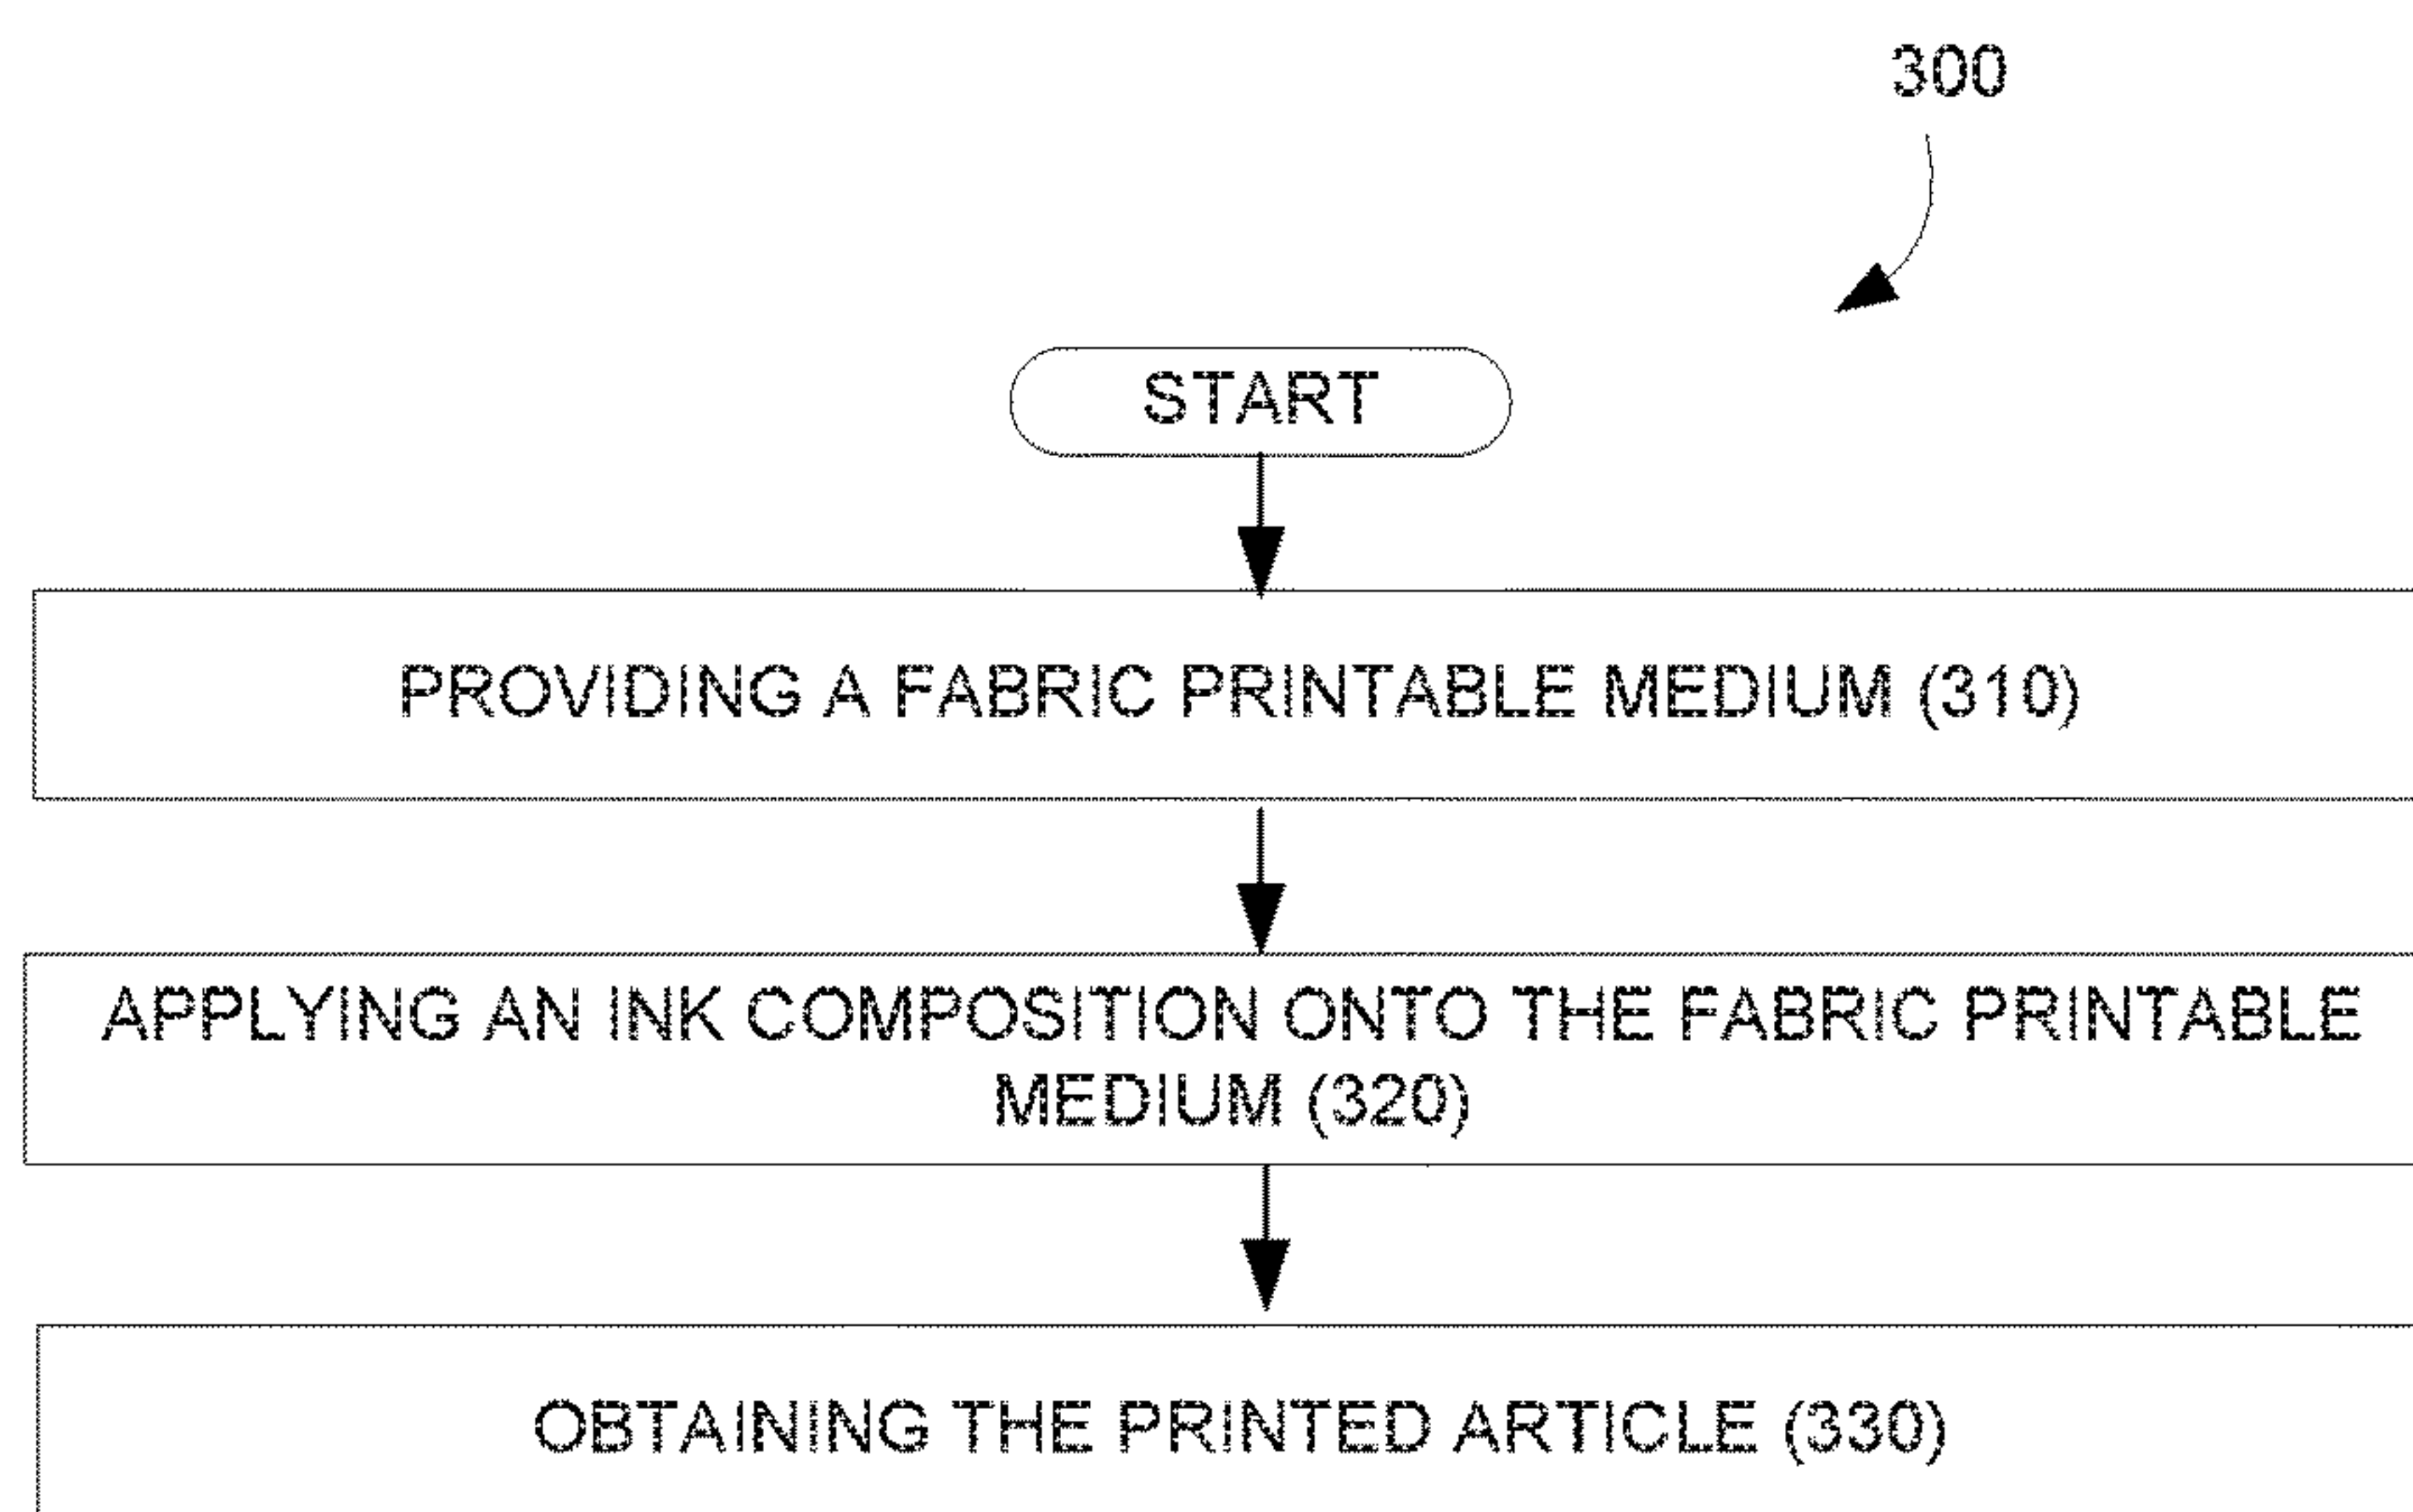 300
START
PROVIDING A FABRIC PRINTABLE MEDIUM (310)
APPLYING AN INK COMPOSITION ONTO THE FABRIC PRINTABLE
MEDIUM (320)
OBTAINING THE PRINTED ARTICLE (330)